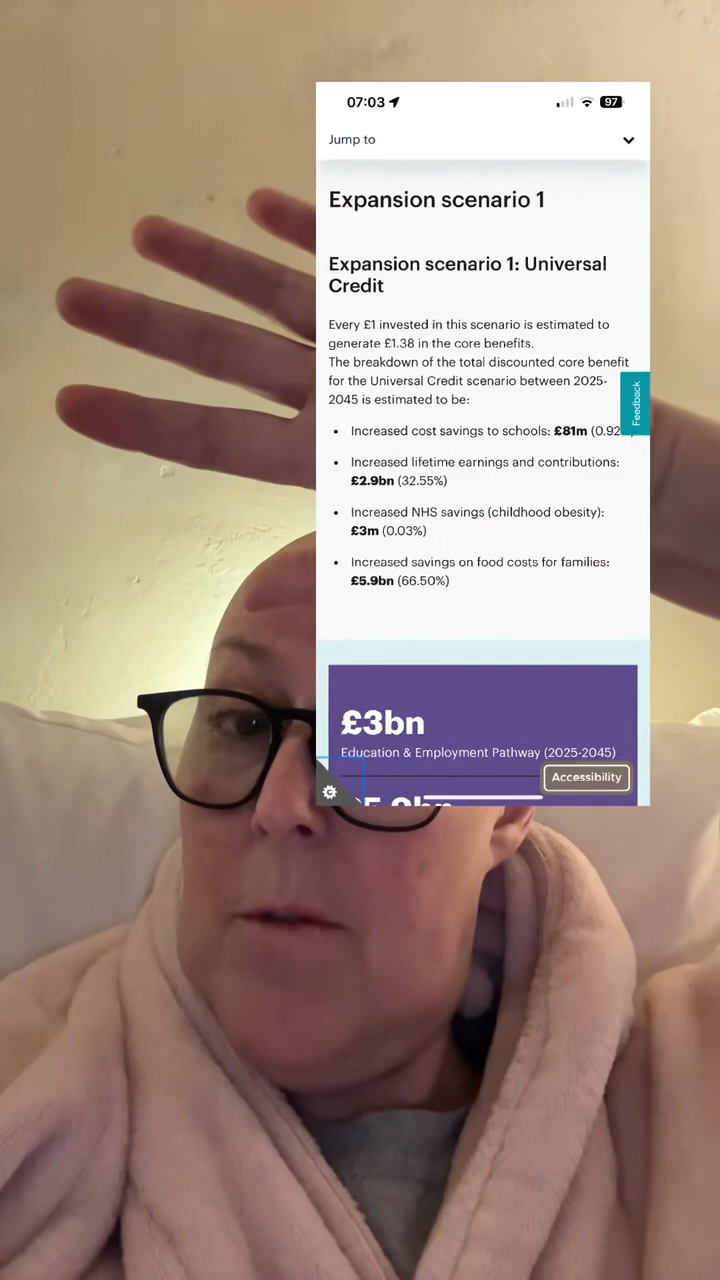 07:03
97
Jump to
Expansion scenario 1
Expansion scenario 1: Universal
Credit
Every £1 invested in this scenario is estimated to
generate £1.38 in the core benefits.
The breakdown of the total discounted core benefit
for the Universal Credit scenario between 2025-
2045 is estimated to be:
Feedback
• Increased cost savings to schools: £81m (0.92
• Increased lifetime earnings and contributions:
£2.9bn (32.55%)
• Increased NHS savings (childhood obesity):
£3m (0.03%)
• Increased savings on food costs for families:
£5.9bn (66.50%)
£3bn
Education & Employment Pathway (2025-2045)
Accessibility